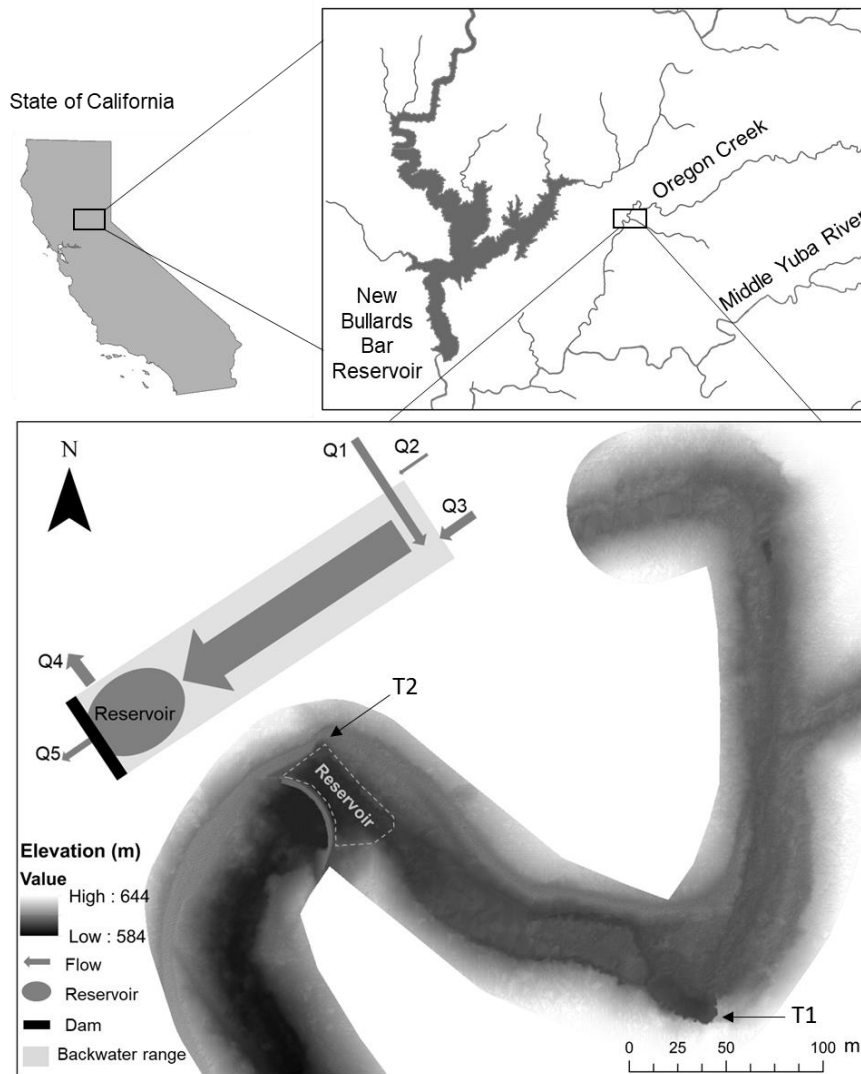 State of California
Oregon Creek
Middle Yuba River
New
Bullards
Bar
Reservoir
N
Q1
Q2
Q3
Q4
Reservoir
Q5
T2
Reservoir
Elevation (m)
Value
High : 644
Low : 584
Flow
Reservoir
Dam
Backwater range
T1
0 25 50 100
m